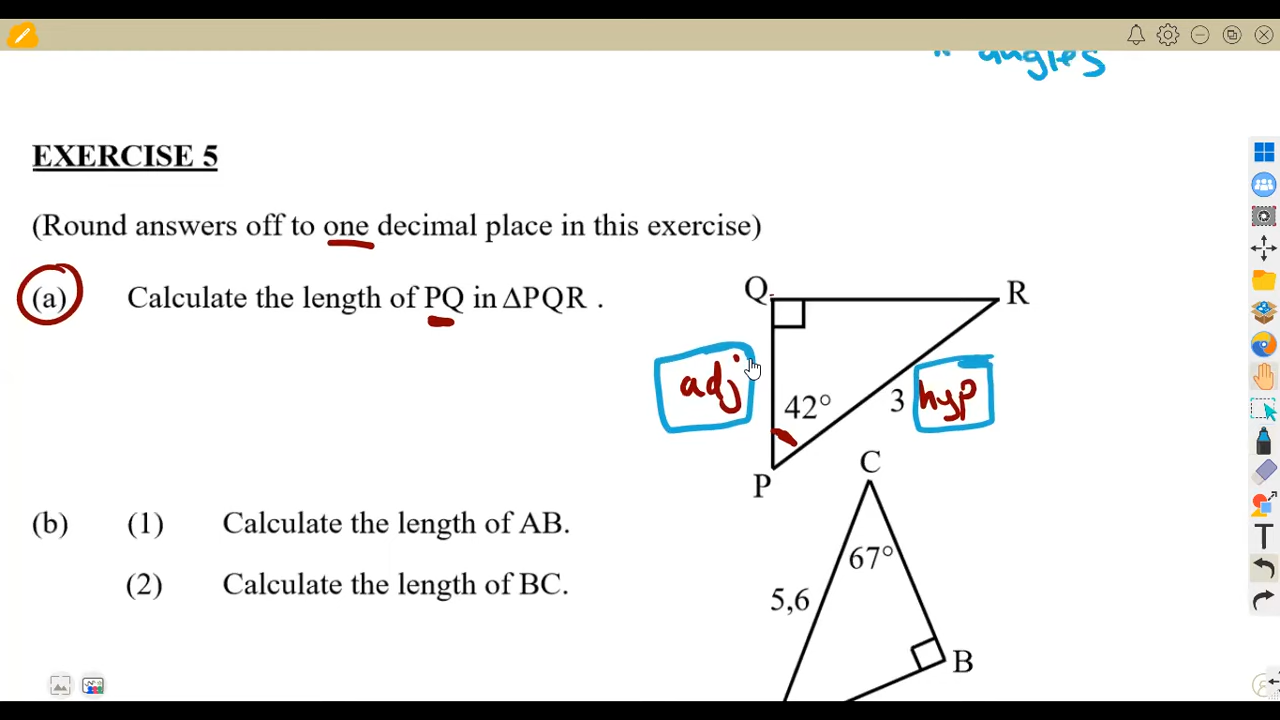 angles
EXERCISE 5
(Round answers off to one decimal place in this exercise)
(a) Calculate the length of PQ in ΔPQR .
Q R
adj 42° 3 hyp
P
C
(b) (1) Calculate the length of AB.
67°
(2) Calculate the length of BC.
5,6
B